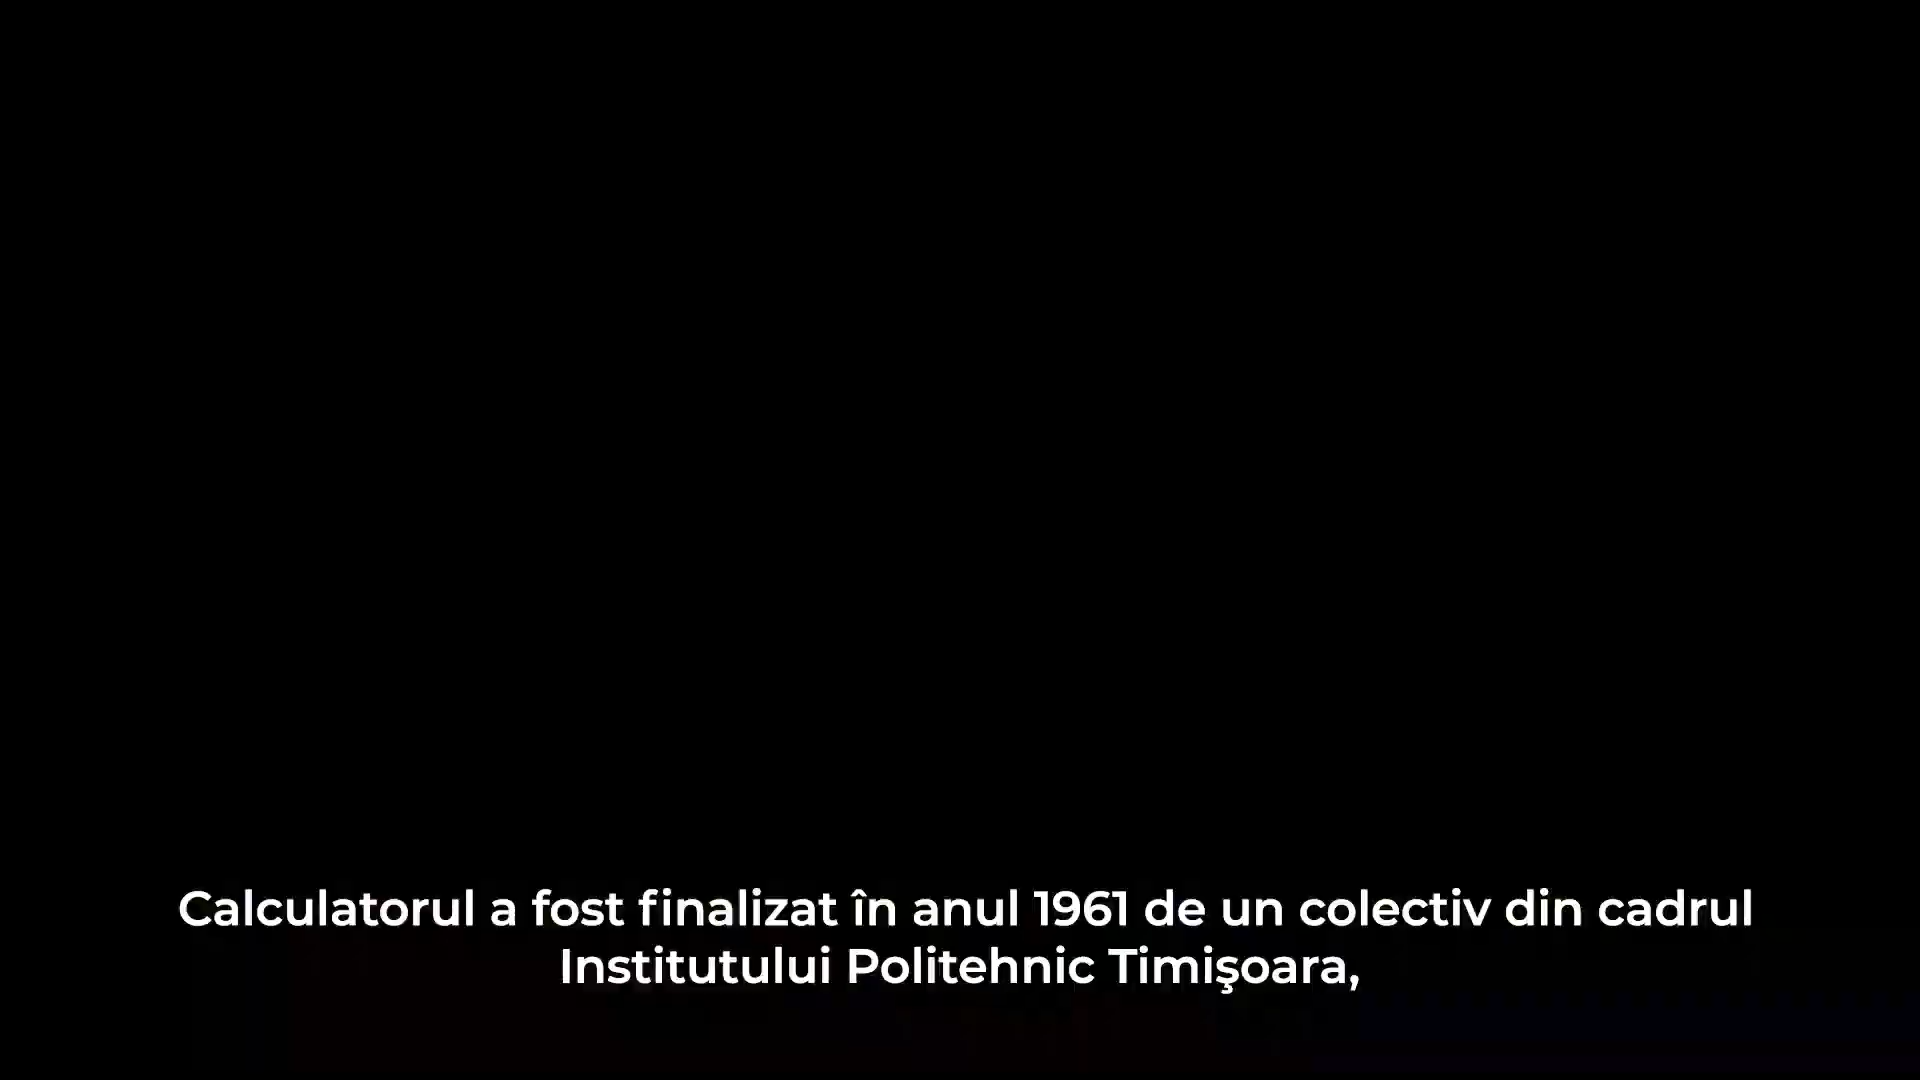 Calculatorul a fost finalizat în anul 1961 de un colectiv din cadrul
Institutului Politehnic Timişoara,